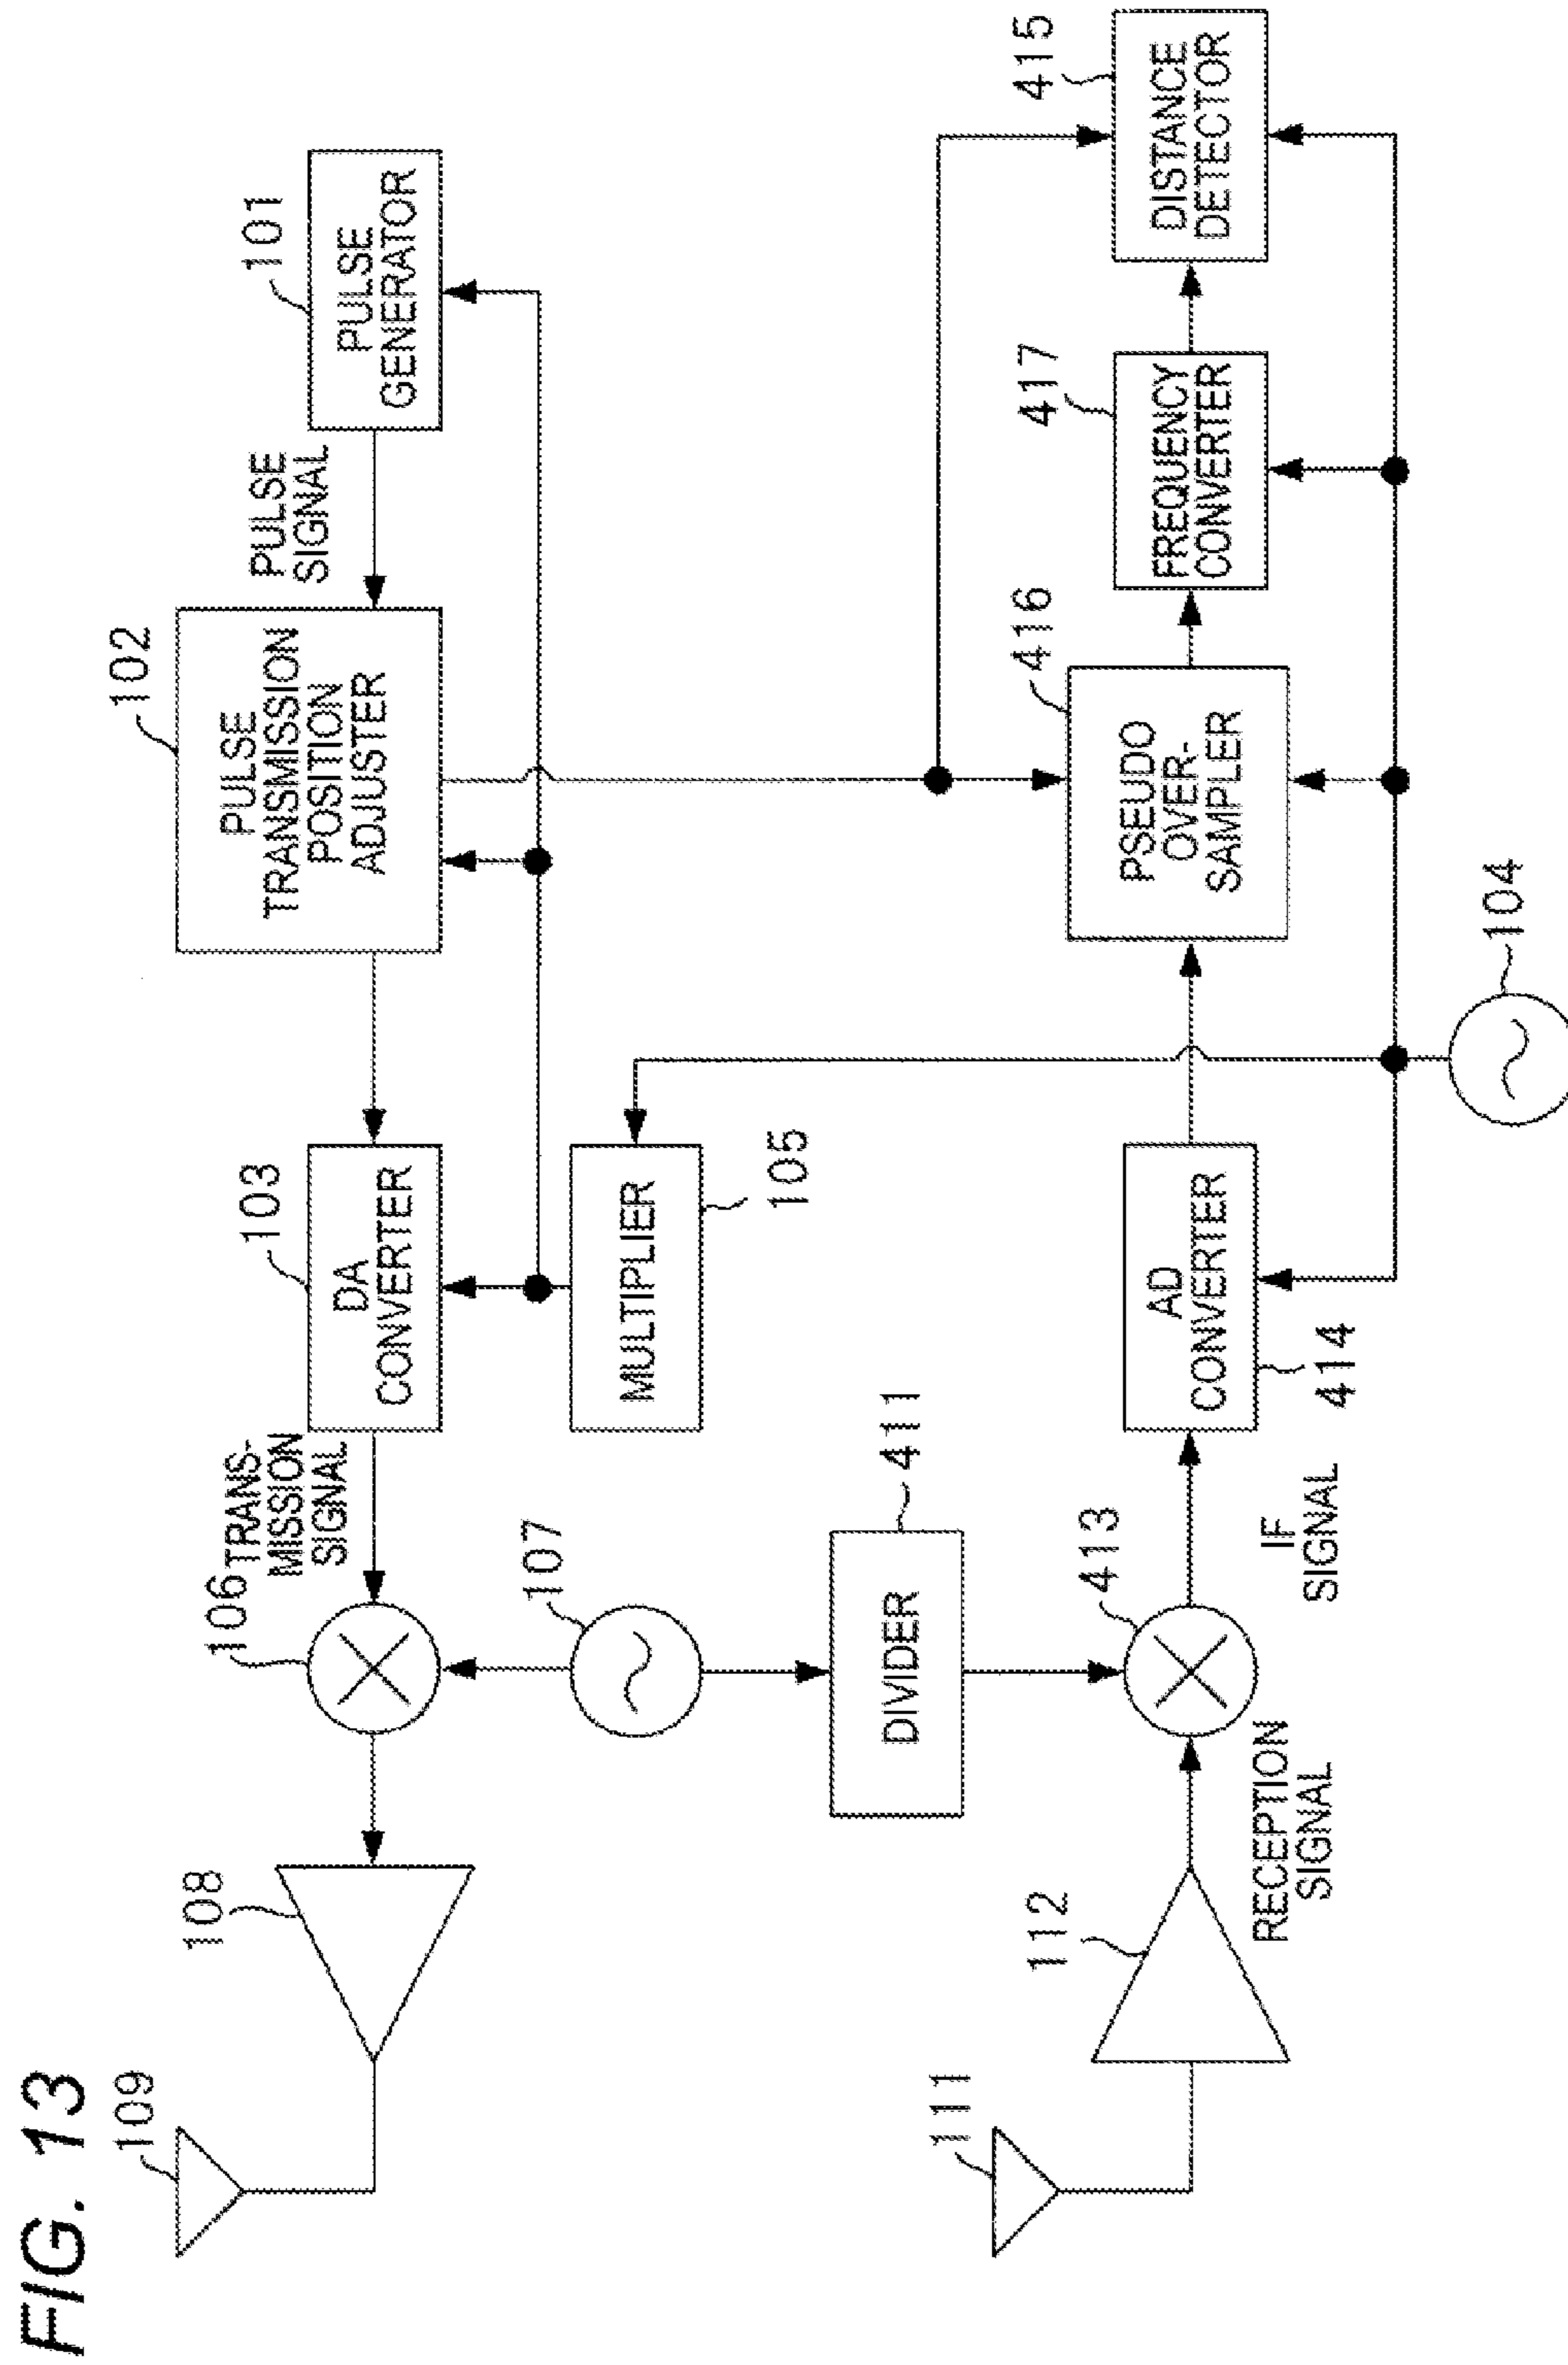 FIG. 13
109
108
106
TRANS-
MISSION
SIGNAL
103
DA
CONVERTER
102
PULSE
TRANSMISSION
POSITION
ADJUSTER
PULSE
SIGNAL
101
PULSE
GENERATOR
107
MULTIPLIER
105
DIVIDER
411
111
112
RECEPTION
SIGNAL
413
IF
SIGNAL
AD
CONVERTER
414
104
416
PSEUDO
OVER-
SAMPLER
417
FREQUENCY
CONVERTER
415
DISTANCE
DETECTOR